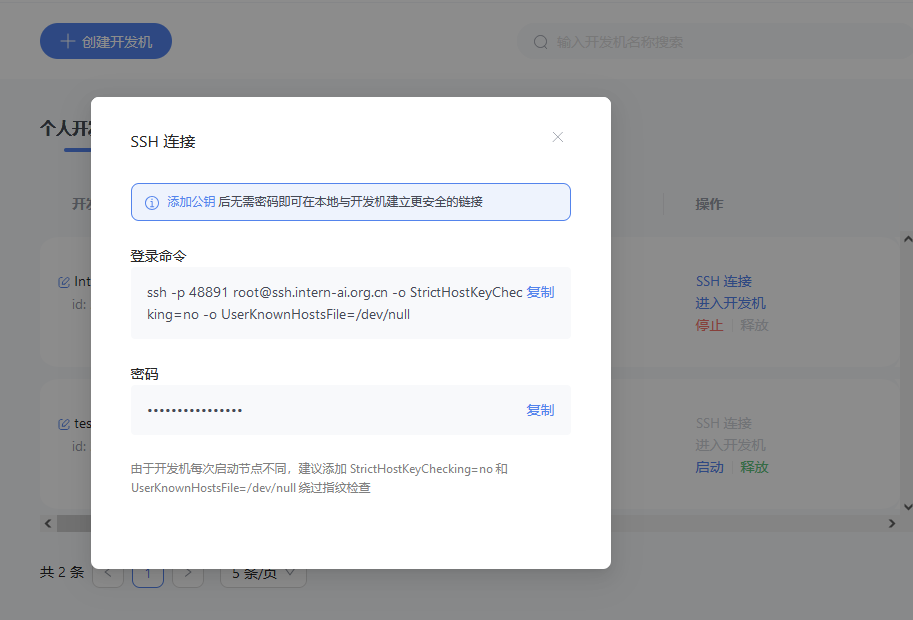 创建开发机
输入开发机名称搜索
个人开发
SSH 连接
添加公钥 后无需密码即可在本地与开发机建立更安全的链接
开发
操作
登录命令
ssh -p 48891 root@ssh.intern-ai.org.cn -o StrictHostKeyChec 复制
king=no -o UserKnownHostsFile=/dev/null
Int
id:
SSH 连接
进入开发机
停止 释放
密码
•••••••••••••••• 复制
由于开发机每次启动节点不同，建议添加 StrictHostKeyChecking=no 和
UserKnownHostsFile=/dev/null 绕过指纹检查
tes
id:
SSH 连接
进入开发机
启动 释放
共 2 条 < 1 > 5 条/页